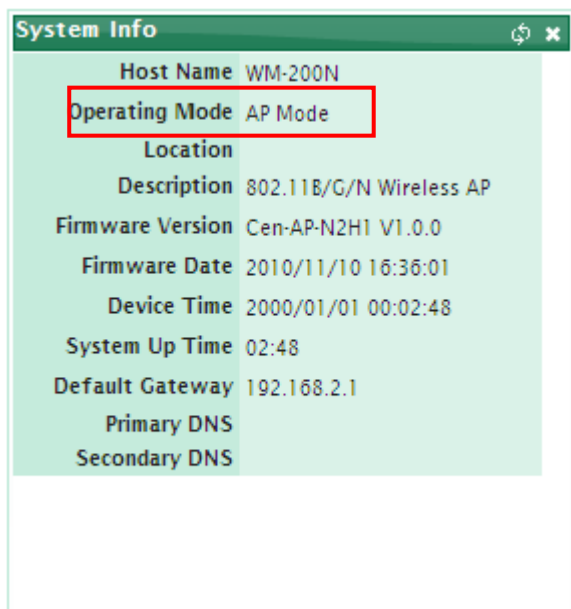 System Info
Host Name WM-200N
Operating Mode AP Mode
Location
Description 802.11B/G/N Wireless AP
Firmware Version Cen-AP-N2H1 V1.0.0
Firmware Date 2010/11/10 16:36:01
Device Time 2000/01/01 00:02:48
System Up Time 02:48
Default Gateway 192.168.2.1
Primary DNS
Secondary DNS